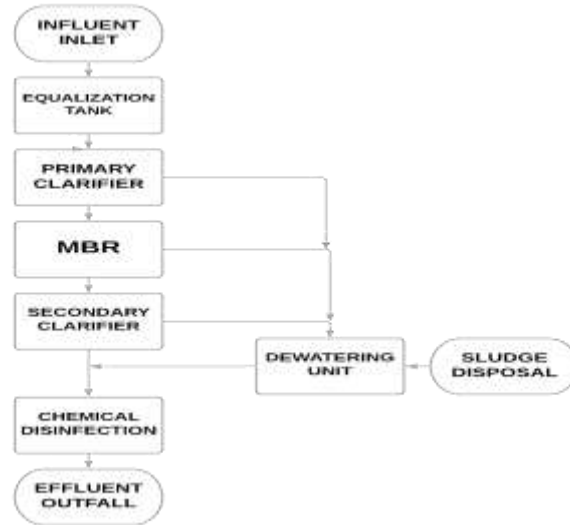 INFLUENT
INLET
EQUALIZATION
TANK
PRIMARY
CLARIFIER
MBR
SECONDARY
CLARIFIER
DEWATERING
UNIT
SLUDGE
DISPOSAL
CHEMICAL
DISINFECTION
EFFLUENT
OUTFALL